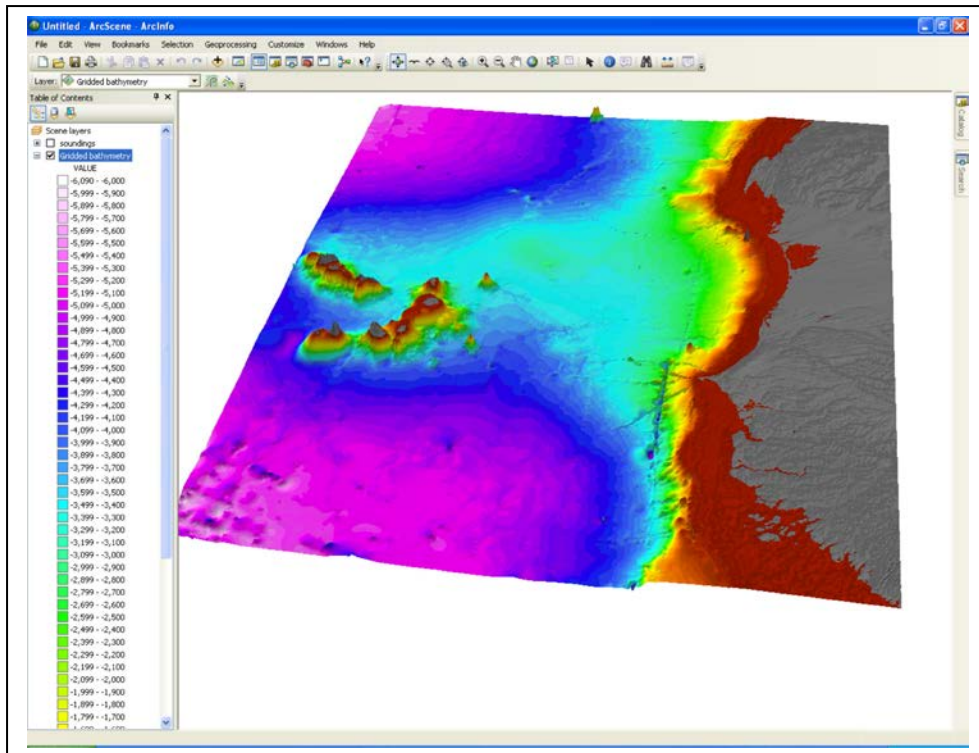 Untitled - ArcScene - ArcInfo
File Edit View Bookmarks Selection Geoprocessing Customize Windows Help
Layer: Gridded bathymetry
Table of Contents
Scene layers
soundings
Gridded bathymetry
VALUE
-6,090 - -6,000
-5,999 - -5,900
-5,899 - -5,800
-5,799 - -5,700
-5,699 - -5,600
-5,599 - -5,500
-5,499 - -5,400
-5,399 - -5,300
-5,299 - -5,200
-5,199 - -5,100
-5,099 - -5,000
-4,999 - -4,900
-4,899 - -4,800
-4,799 - -4,700
-4,699 - -4,600
-4,599 - -4,500
-4,499 - -4,400
-4,399 - -4,300
-4,299 - -4,200
-4,199 - -4,100
-4,099 - -4,000
-3,999 - -3,900
-3,899 - -3,800
-3,799 - -3,700
-3,699 - -3,600
-3,599 - -3,500
-3,499 - -3,400
-3,399 - -3,300
-3,299 - -3,200
-3,199 - -3,100
-3,099 - -3,000
-2,999 - -2,900
-2,899 - -2,800
-2,799 - -2,700
-2,699 - -2,600
-2,599 - -2,500
-2,499 - -2,400
-2,399 - -2,300
-2,299 - -2,200
-2,199 - -2,100
-2,099 - -2,000
-1,999 - -1,900
-1,899 - -1,800
-1,799 - -1,700
Catalog
Search